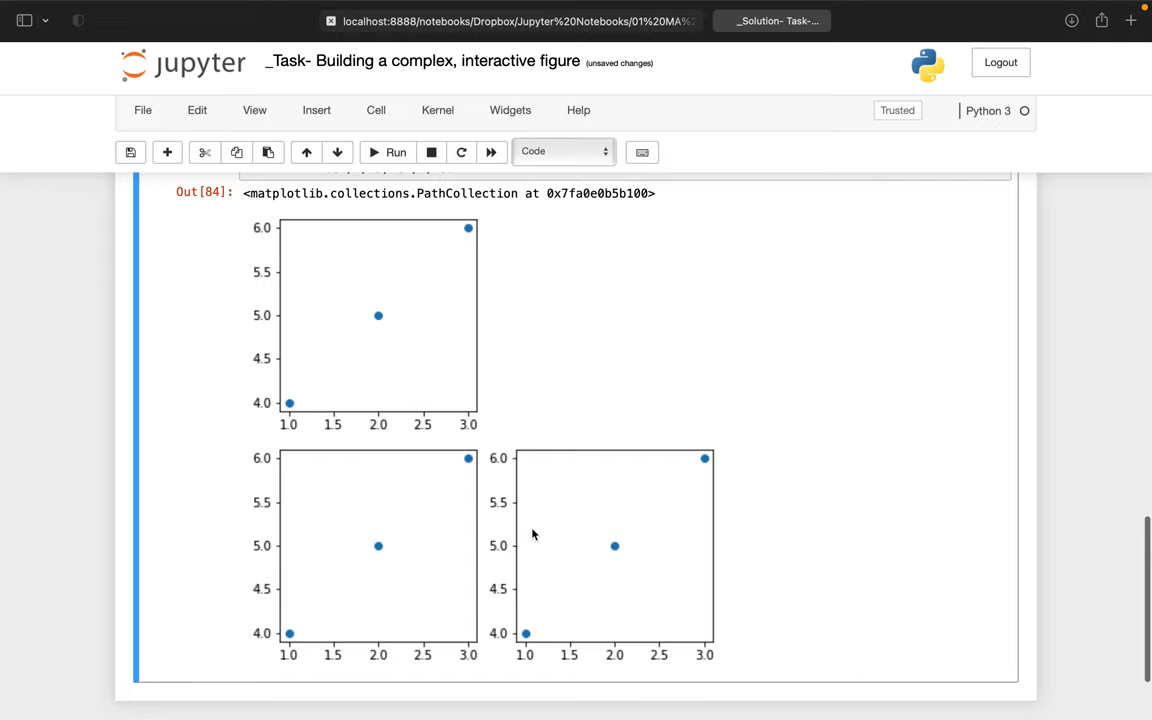 localhost:8888/notebooks/Dropbox/Jupyter%20Notebooks/01%20MA%
_Solution- Task-...
jupyter
_Task- Building a complex, interactive figure (unsaved changes)
Logout
File Edit View Insert Cell Kernel Widgets Help
Trusted
Python 3
Run
Code
Out[84]:
<matplotlib.collections.PathCollection at 0x7fa0e0b5b100>
6.0
5.5
5.0
4.5
4.0
1.0 1.5 2.0 2.5 3.0
6.0
5.5
5.0
4.5
4.0
1.0 1.5 2.0 2.5 3.0
6.0
5.5
5.0
4.5
4.0
1.0 1.5 2.0 2.5 3.0